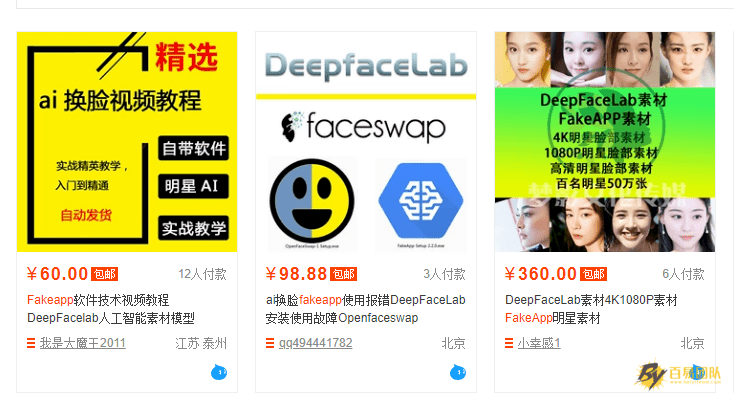 精选
ai 换脸视频教程
实战精英教学，
入门到精通
自动发货
自带软件
明星 AI
实战教学
¥60.00 包邮 12人付款
Fakeapp软件技术视频教程
DeepFacelab人工智能素材模型
我是大魔王2011 江苏 泰州
DeepfaceLab
faceswap
OpenFaceSwap-1 Setup.exe
FakeApp Setup 2.2.0.exe
¥98.88 包邮 3人付款
ai换脸fakeapp使用报错DeepFaceLab
安装使用故障Openfaceswap
qq494441782 北京
DeepFaceLab素材
FakeAPP素材
4K明星脸部素材
1080P明星脸部素材
高清明星脸部素材
百名明星50万张
¥360.00 包邮 6人付款
DeepFaceLab素材4K1080P素材
FakeApp明星素材
小幸感1 北京
By 百易团队